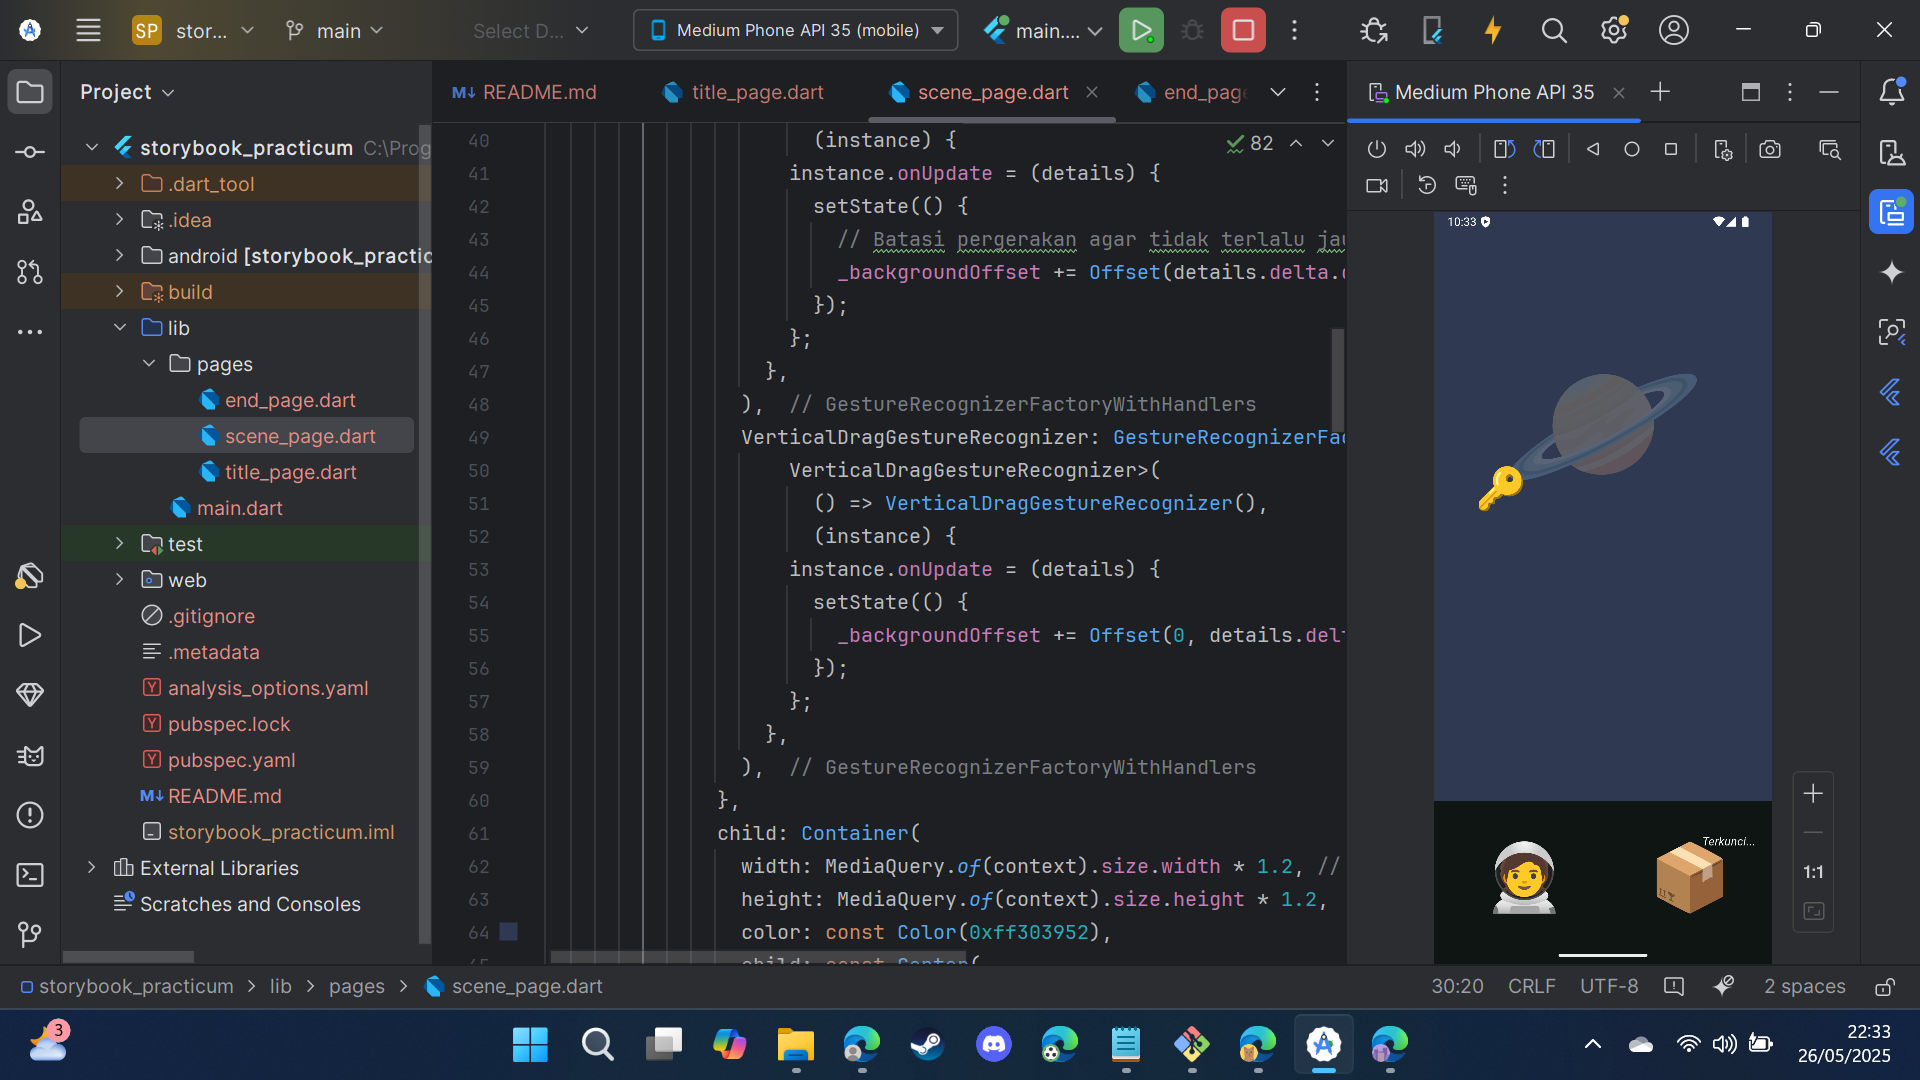 SP
stor...
main
Select D...
Medium Phone API 35 (mobile)
main....
Project
M↓ README.md
title_page.dart
scene_page.dart
end_page
Medium Phone API 35
storybook_practicum C:\Prog
.dart_tool
.idea
android [storybook_practic
build
lib
pages
end_page.dart
scene_page.dart
title_page.dart
main.dart
test
web
.gitignore
.metadata
analysis_options.yaml
pubspec.lock
pubspec.yaml
M↓ README.md
storybook_practicum.iml
External Libraries
Scratches and Consoles
82
40 (instance) {
41 instance.onUpdate = (details) {
42 setState(() {
43 // Batasi pergerakan agar tidak terlalu jau
44 _backgroundOffset += Offset(details.delta.d
45 });
46 };
47 },
48 ), // GestureRecognizerFactoryWithHandlers
49 VerticalDragGestureRecognizer: GestureRecognizerFac
50 VerticalDragGestureRecognizer>(
51 () => VerticalDragGestureRecognizer(),
52 (instance) {
53 instance.onUpdate = (details) {
54 setState(() {
55 _backgroundOffset += Offset(0, details.delt
56 });
57 };
58 },
59 ), // GestureRecognizerFactoryWithHandlers
60 },
61 child: Container(
62 width: MediaQuery.of(context).size.width * 1.2, //
63 height: MediaQuery.of(context).size.height * 1.2,
64 color: const Color(0xff303952),
65 child: const Center(
10:33
Terkunci...
1:1
storybook_practicum > lib > pages > scene_page.dart
30:20
CRLF
UTF-8
2 spaces
3
22:33
26/05/2025